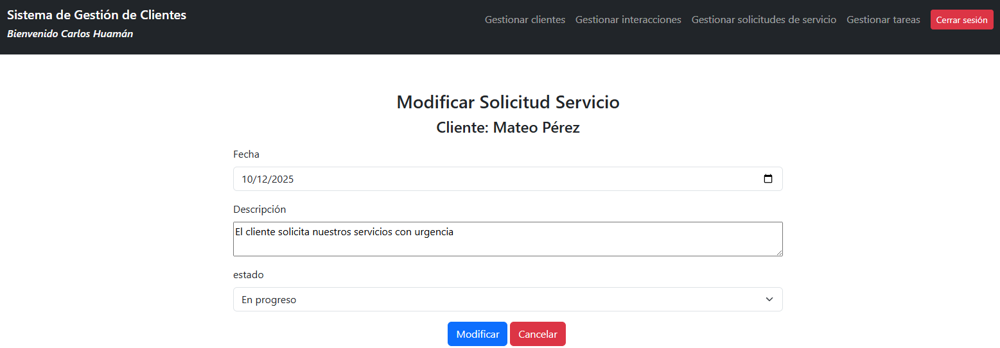 Sistema de Gestión de Clientes
Bienvenido Carlos Huamán
Gestionar clientes Gestionar interacciones Gestionar solicitudes de servicio Gestionar tareas Cerrar sesión
Modificar Solicitud Servicio
Cliente: Mateo Pérez
Fecha
10/12/2025
Descripción
El cliente solicita nuestros servicios con urgencia
estado
En progreso
Modificar Cancelar